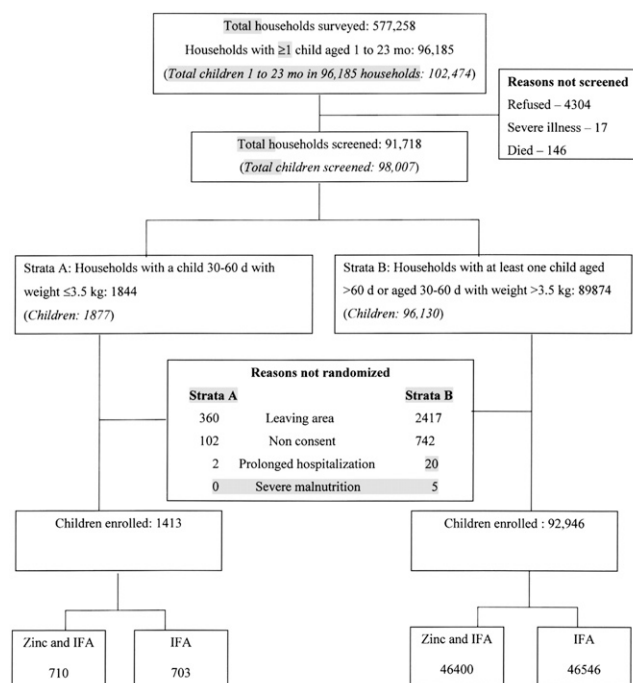 Total households surveyed: 577,258
Households with ≥1 child aged 1 to 23 mo: 96,185
(Total children 1 to 23 mo in 96,185 households: 102,474)
Reasons not screened
Refused – 4304
Severe illness – 17
Died – 146
Total households screened: 91,718
(Total children screened: 98,007)
Strata A: Households with a child 30-60 d with
weight ≤3.5 kg: 1844
(Children: 1877)
Strata B: Households with at least one child aged
>60 d or aged 30-60 d with weight >3.5 kg: 89874
(Children: 96,130)
Reasons not randomized
Strata A Strata B
360 Leaving area 2417
102 Non consent 742
2 Prolonged hospitalization 20
0 Severe malnutrition 5
Children enrolled: 1413
Children enrolled : 92,946
Zinc and IFA
710
IFA
703
Zinc and IFA
46400
IFA
46546